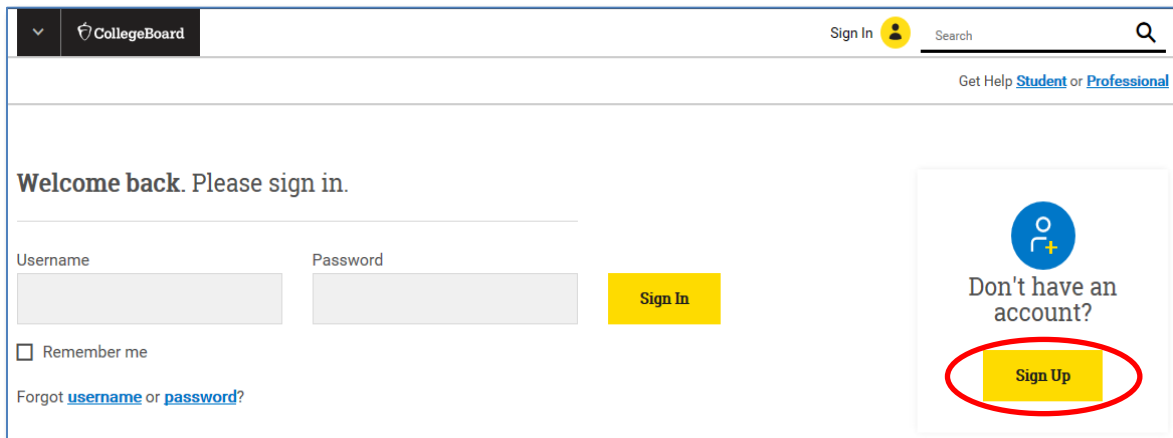 CollegeBoard
Sign In
Search
Get Help Student or Professional
Welcome back. Please sign in.
Username
Password
Sign In
Remember me
Forgot username or password?
Don't have an
account?
Sign Up